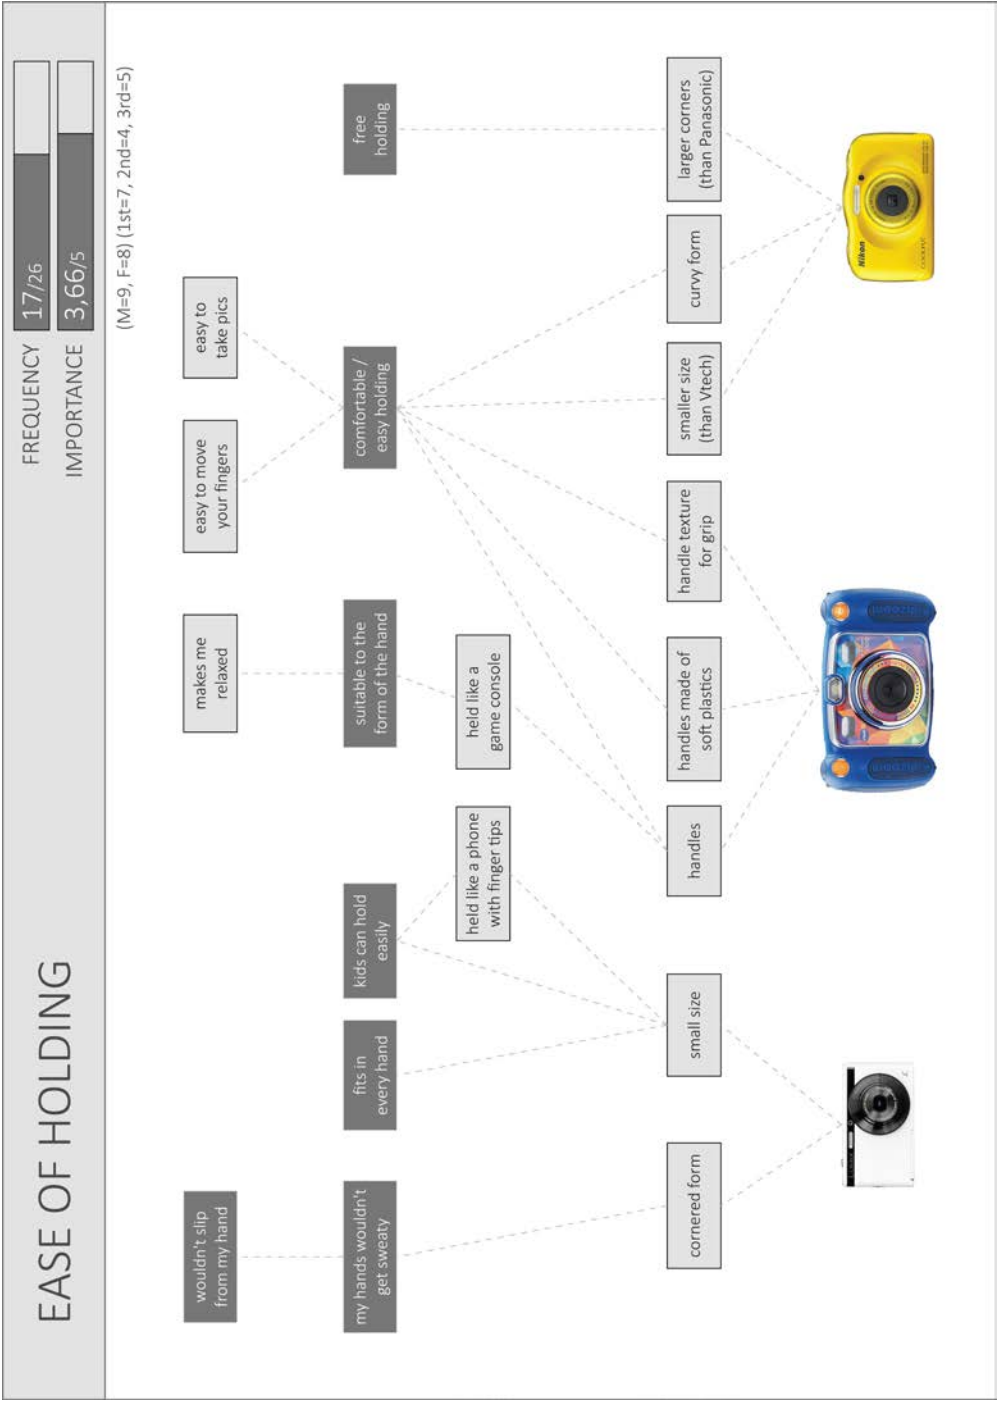 EASE OF HOLDING
FREQUENCY
17/26
IMPORTANCE
3,66/5
(M=9, F=8) (1st=7, 2nd=4, 3rd=5)
wouldn't slip
from my hand
makes me
relaxed
easy to move
your fingers
easy to
take pics
my hands wouldn't
get sweaty
fits in
every hand
kids can hold
easily
suitable to the
form of the hand
comfortable /
easy holding
free
holding
held like a phone
with finger tips
held like a
game console
cornered form
small size
handles
handles made of
soft plastics
handle texture
for grip
smaller size
(than Vtech)
curvy form
larger corners
(than Panasonic)
Nikon
COOLPIX